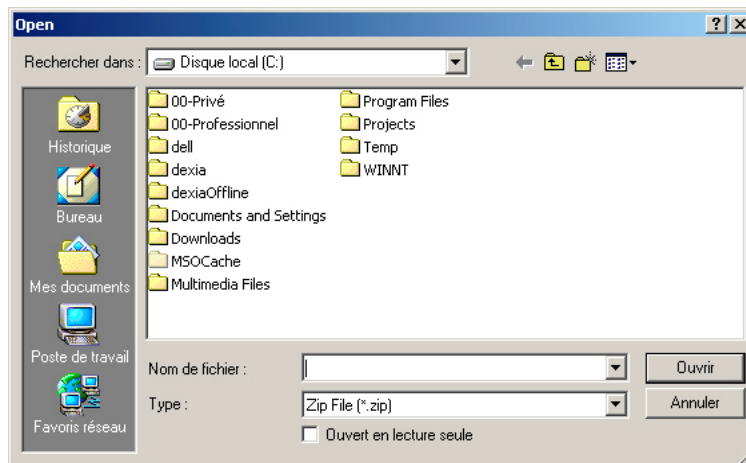 Open
Rechercher dans : Disque local (C:)
Historique
Bureau
Mes documents
Poste de travail
Favoris réseau
00-Privé
00-Professionnel
dell
dexia
dexiaOffline
Documents and Settings
Downloads
MSOCache
Multimedia Files
Program Files
Projects
Temp
WINNT
Nom de fichier :
Ouvrir
Type : Zip File (*.zip)
Annuler
Ouvert en lecture seule